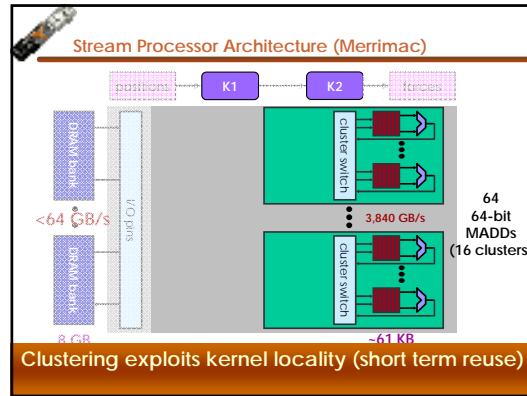 Stream Processor Architecture (Merrimac)
positions
K1
K2
forces
DRAM bank
<64 GB/s
DRAM bank
8 GB
I/O pins
cluster switch
3,840 GB/s
cluster switch
~61 KB
64
64-bit
MADDs
(16 clusters
Clustering exploits kernel locality (short term reuse)